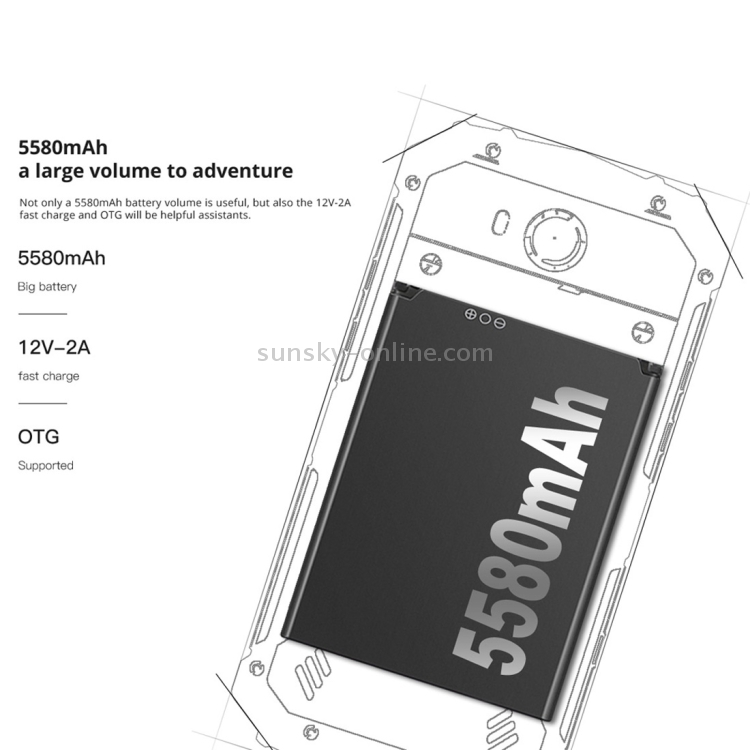 5580mAh
a large volume to adventure
Not only a 5580mAh battery volume is useful, but also the 12V-2A
fast charge and OTG will be helpful assistants.
5580mAh
Big battery
12V-2A
fast charge
OTG
Supported
sunsky-online.com
5580mAh